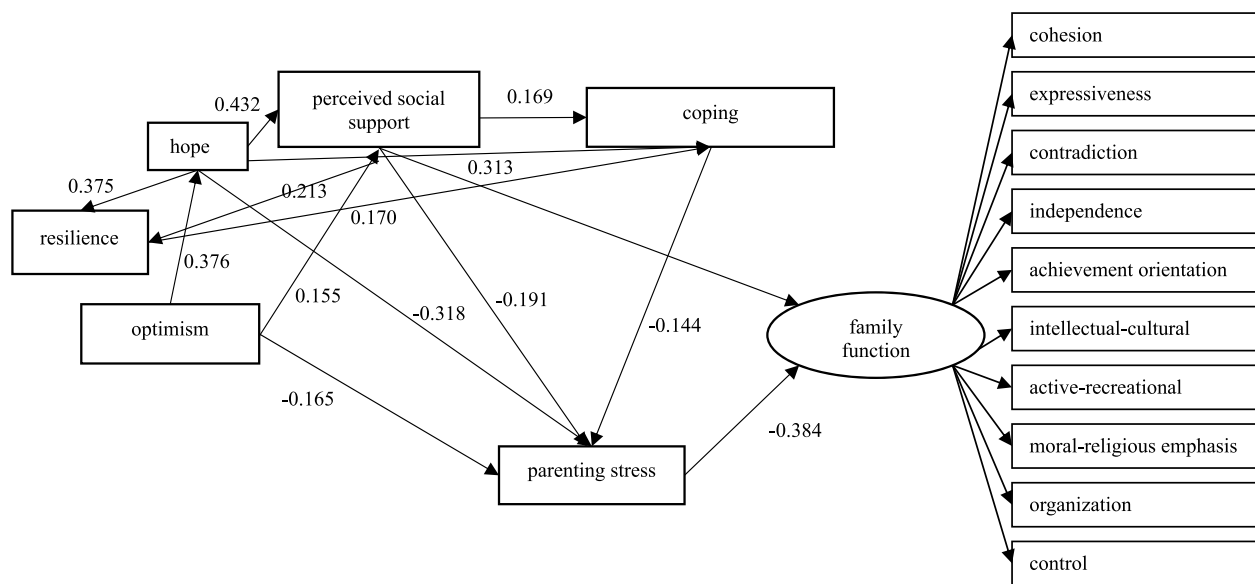 cohesion
expressiveness
contradiction
independence
achievement orientation
intellectual-cultural
active-recreational
moral-religious emphasis
organization
control
perceived social
support
0.169
coping
0.432
hope
0.313
0.375
0.213
0.170
resilience
0.376
0.155
-0.191
-0.318
-0.144
optimism
family
function
-0.165
-0.384
parenting stress